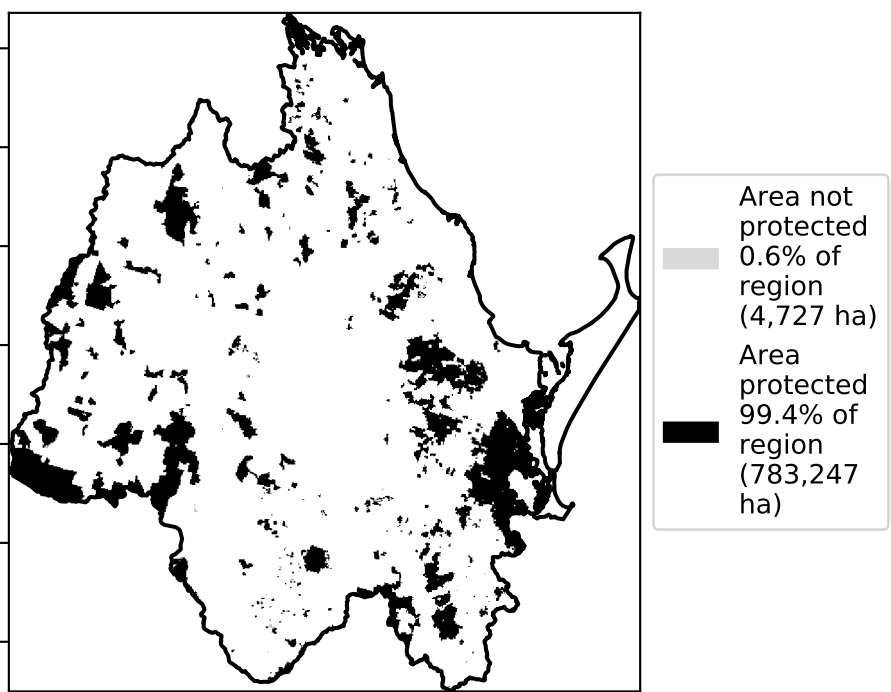 Area not
protected
0.6% of
region
(4,727 ha)
Area
protected
99.4% of
region
(783,247
ha)